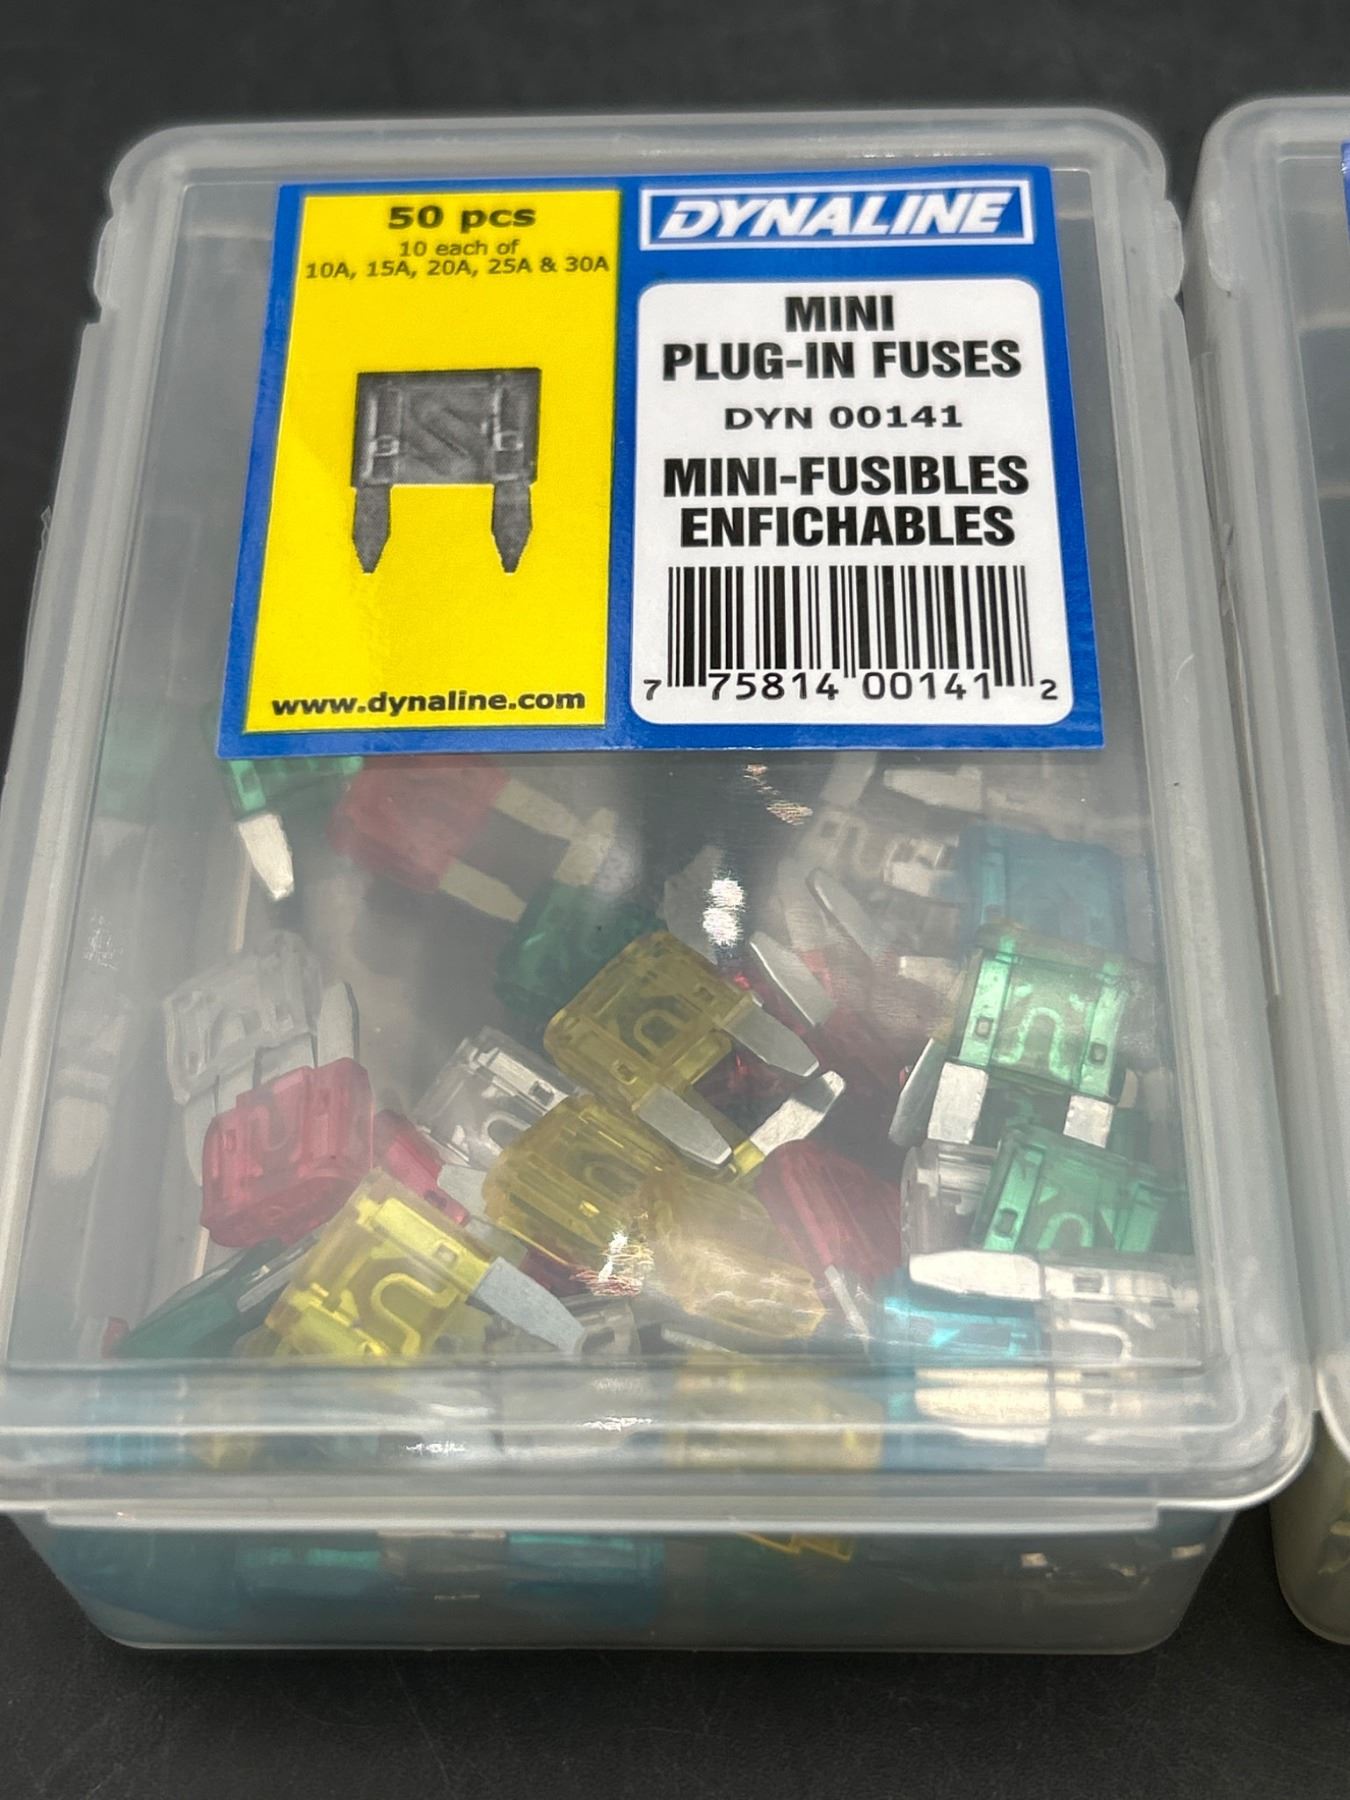 50 pcs
10 each of
10A, 15A, 20A, 25A & 30A
www.dynaline.com
DYNALINE
MINI
PLUG-IN FUSES
DYN 00141
MINI-FUSIBLES
ENFICHABLES
7 75814 00141 2